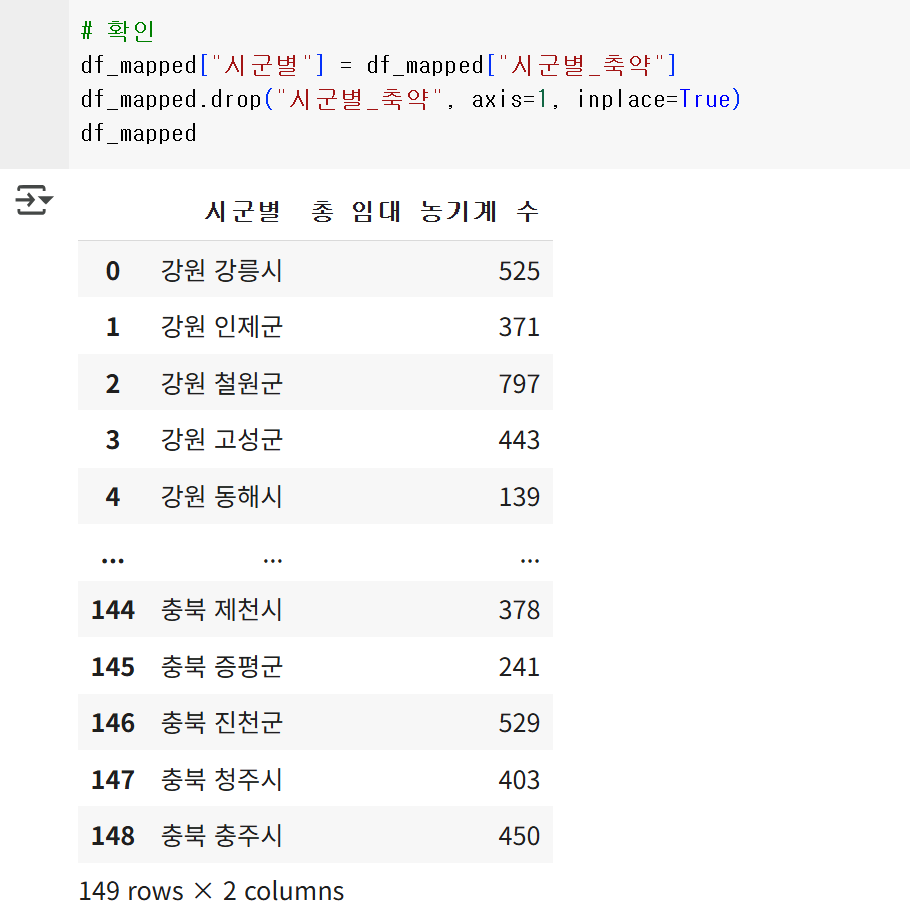 # 확인
df_mapped["시군별"] = df_mapped["시군별_축약"]
df_mapped.drop("시군별_축약", axis=1, inplace=True)
df_mapped
시군별 총 임대 농기계 수
0 강원 강릉시 525
1 강원 인제군 371
2 강원 철원군 797
3 강원 고성군 443
4 강원 동해시 139
... ... ...
144 충북 제천시 378
145 충북 증평군 241
146 충북 진천군 529
147 충북 청주시 403
148 충북 충주시 450
149 rows × 2 columns